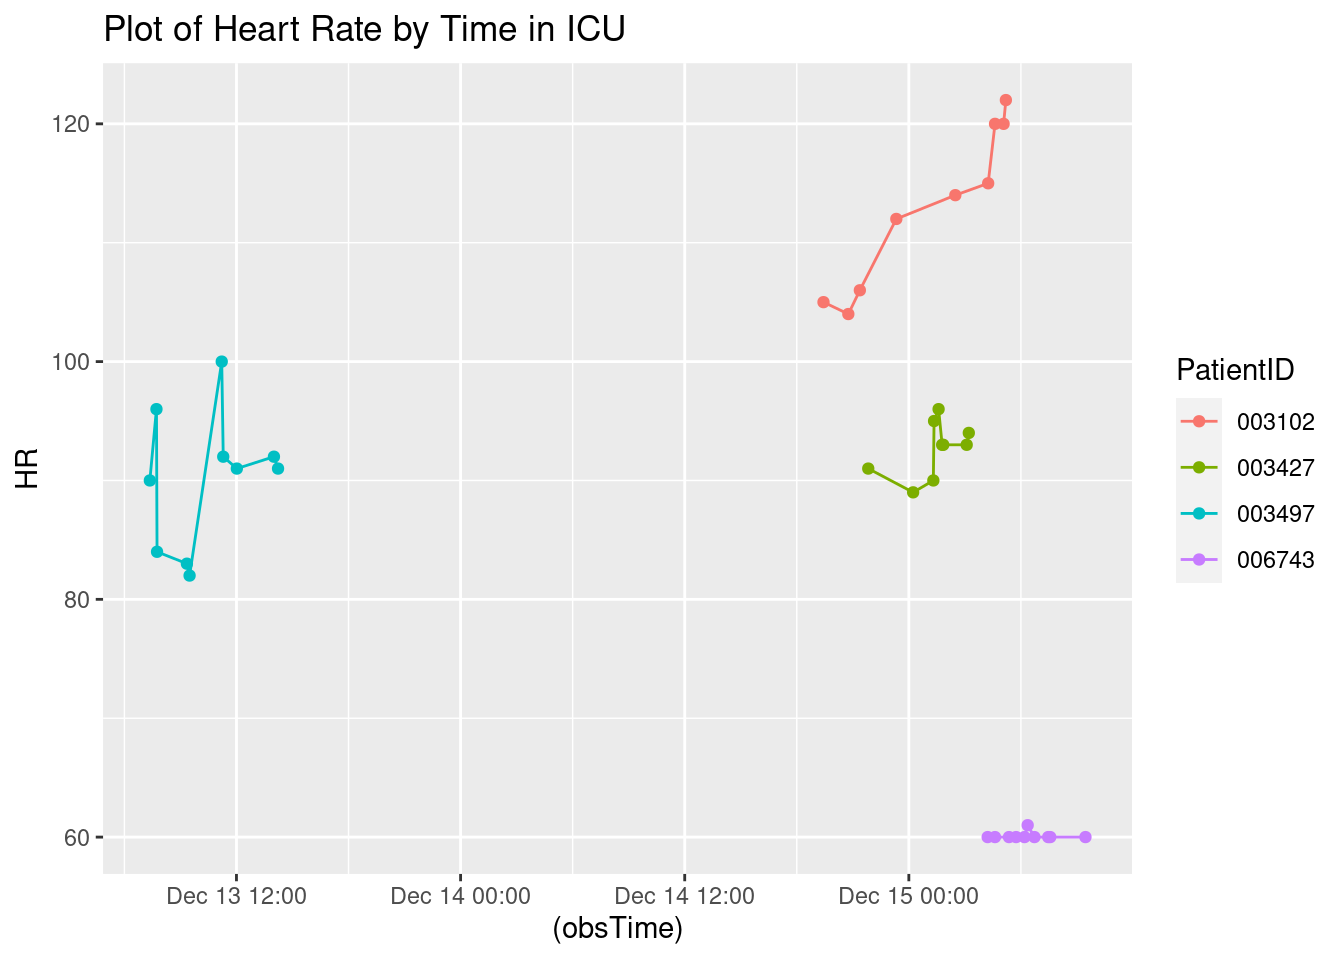 Plot of Heart Rate by Time in ICU
120
100
80
60
HR
Dec 13 12:00
Dec 14 00:00
Dec 14 12:00
Dec 15 00:00
(obsTime)
PatientID
003102
003427
003497
006743